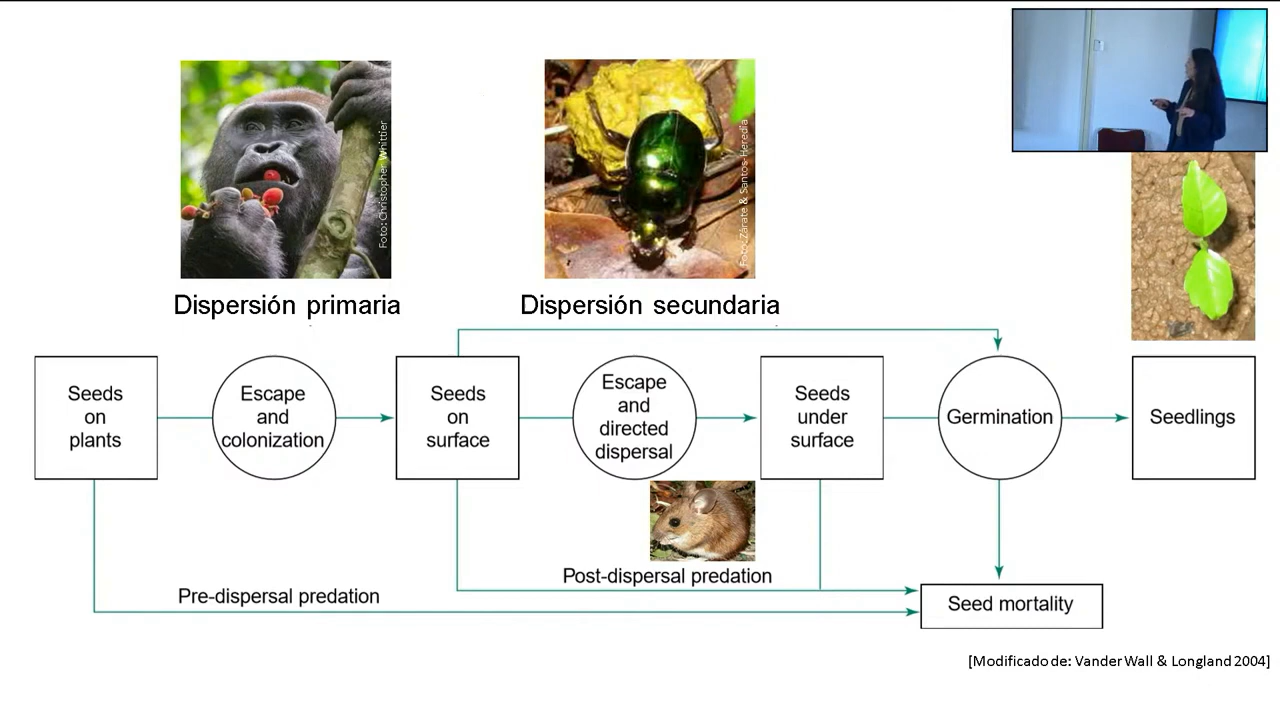 Foto: Christopher Whittier
Foto: Zárate & Santos-Heredia
Dispersión primaria
Dispersión secundaria
Seeds
on
plants
Escape
and
colonization
Seeds
on
surface
Escape
and
directed
dispersal
Seeds
under
surface
Germination
Seedlings
Post-dispersal predation
Pre-dispersal predation
Seed mortality
[Modificado de: Vander Wall & Longland 2004]